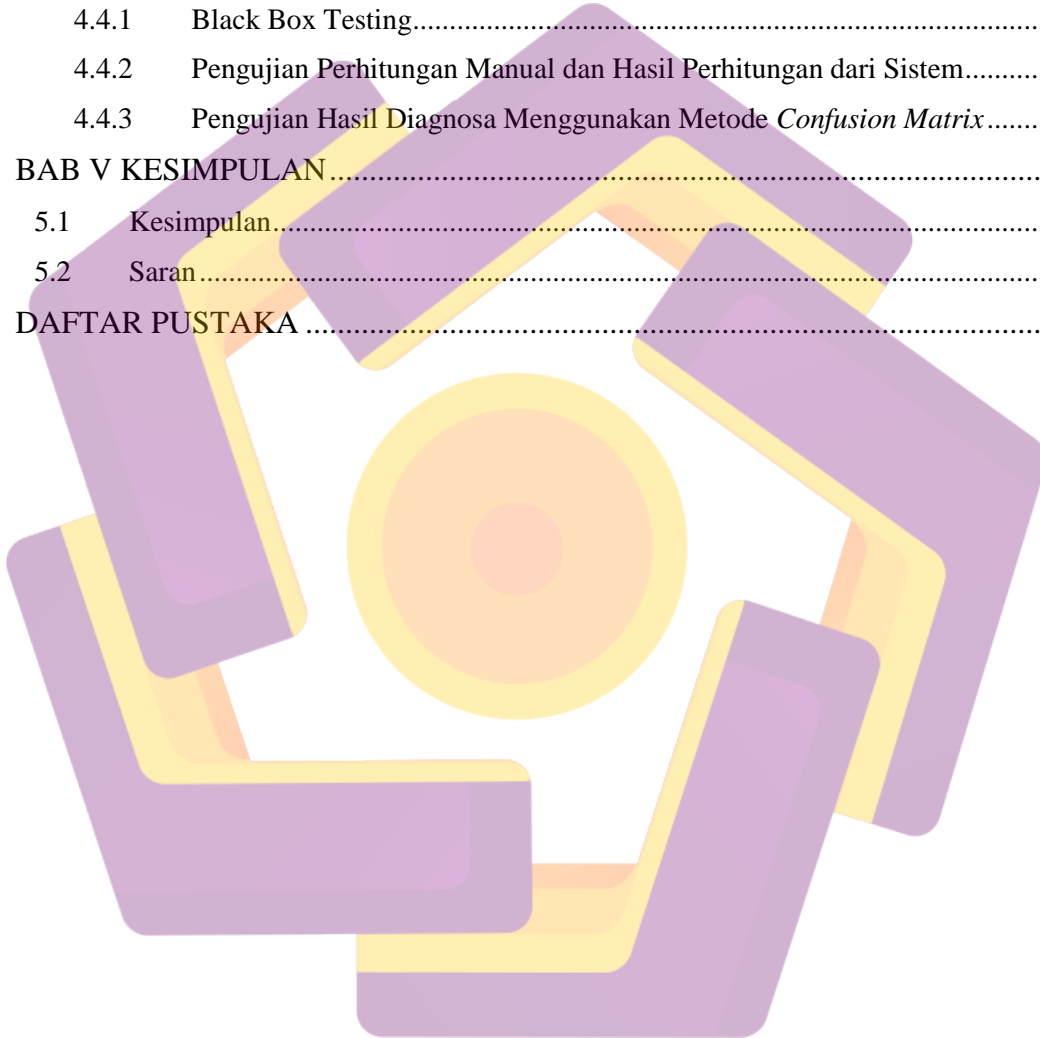 4.4.1 Black Box Testing
4.4.2 Pengujian Perhitungan Manual dan Hasil Perhitungan dari Sistem
4.4.3 Pengujian Hasil Diagnosa Menggunakan Metode Confusion Matrix
BAB V KESIMPULAN
5.1 Kesimpulan
5.2 Saran
DAFTAR PUSTAKA